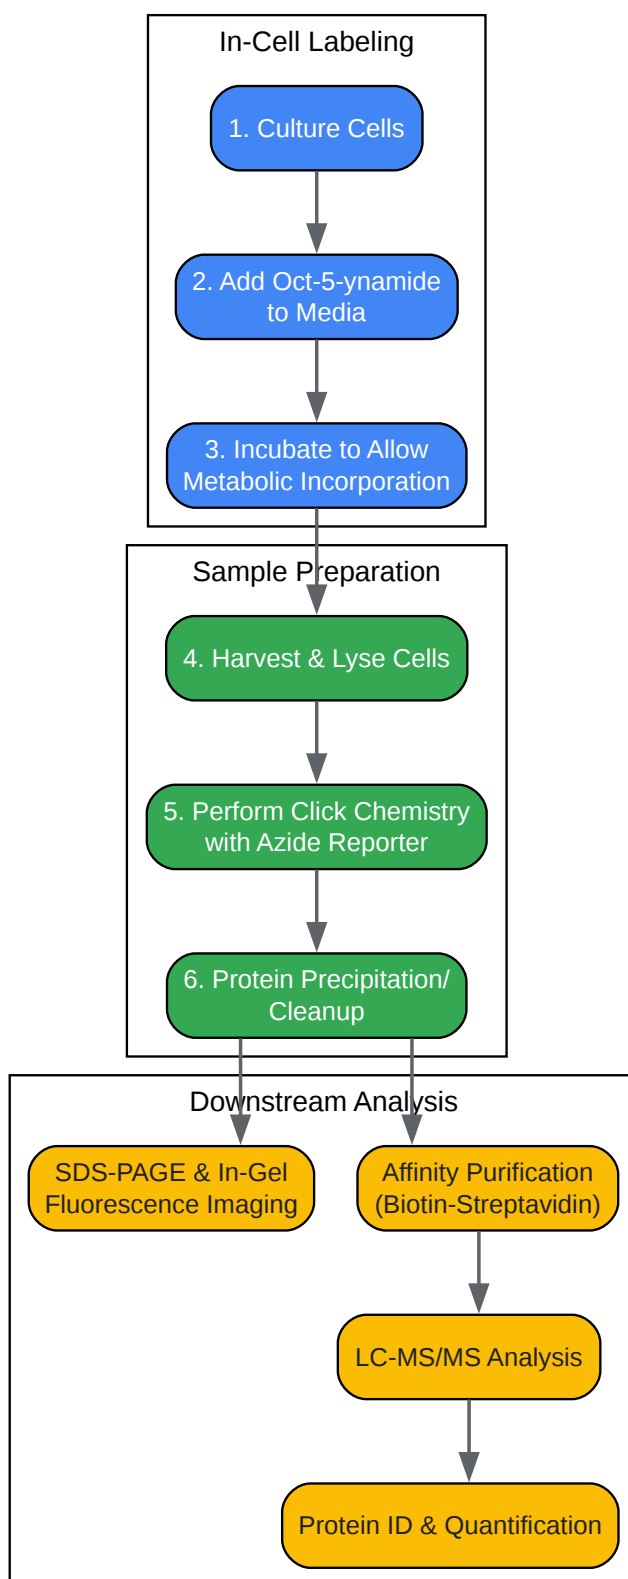 In-Cell Labeling
1. Culture Cells
2. Add Oct-5-ynamide
to Media
3. Incubate to Allow
Metabolic Incorporation
Sample Preparation
4. Harvest & Lyse Cells
5. Perform Click Chemistry
with Azide Reporter
6. Protein Precipitation/
Cleanup
Downstream Analysis
SDS-PAGE & In-Gel
Fluorescence Imaging
Affinity Purification
(Biotin-Streptavidin)
LC-MS/MS Analysis
Protein ID & Quantification